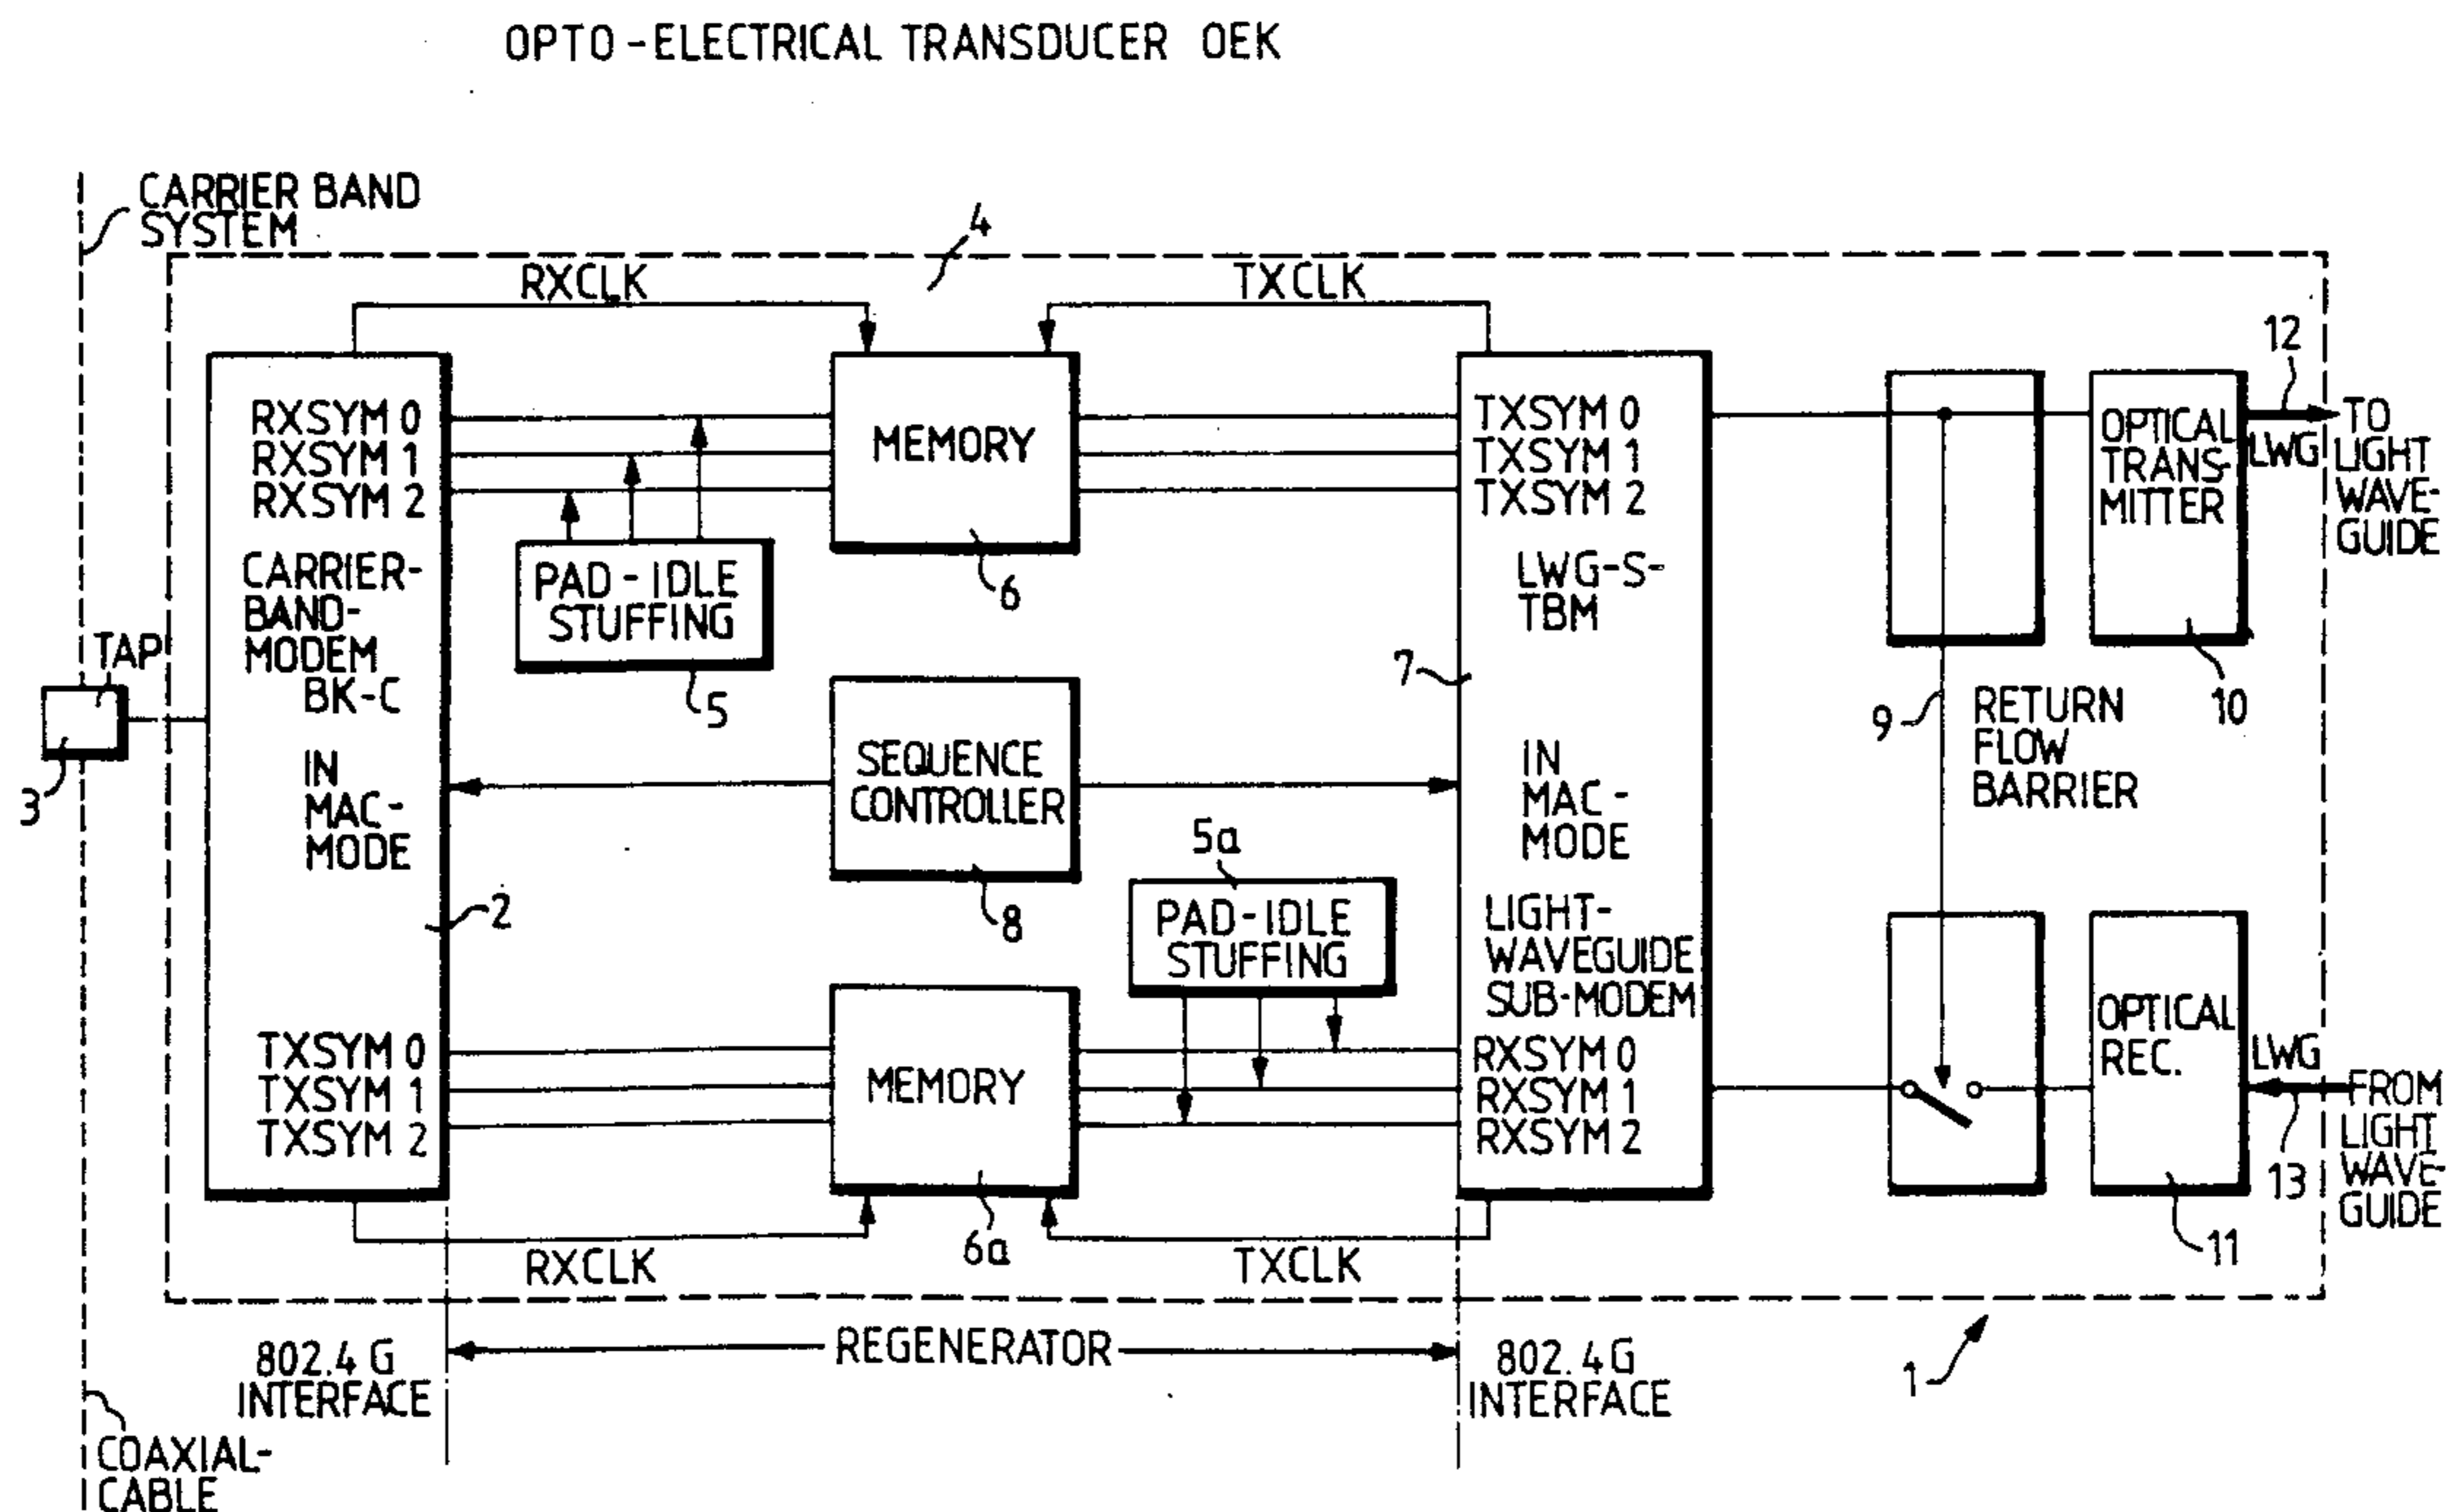 OPTO-ELECTRICAL TRANSDUCER OEK
CARRIER BAND
SYSTEM
4
RXCLK
TXCLK
12
RXSYM 0
RXSYM 1
RXSYM 2
MEMORY
TXSYM 0
TXSYM 1
TXSYM 2
OPTICAL
TRANS-
MITTER
LWG
TO
LIGHT
WAVE-
GUIDE
CARRIER-
BAND-
MODEM
BK-C
PAD-IDLE
STUFFING
6
LWG-S-
TBM
TAP
5
7
9
RETURN
FLOW
BARRIER
10
3
IN
MAC-
MODE
SEQUENCE
CONTROLLER
IN
MAC-
MODE
5a
2
8
PAD-IDLE
STUFFING
LIGHT-
WAVEGUIDE
SUB-MODEM
OPTICAL
REC.
TXSYM 0
TXSYM 1
TXSYM 2
MEMORY
RXSYM 0
RXSYM 1
RXSYM 2
LWG
FROM
LIGHT
WAVE-
GUIDE
13
RXCLK
6a
TXCLK
11
802.4 G
INTERFACE
REGENERATOR
802.4 G
INTERFACE
1
COAXIAL-
CABLE